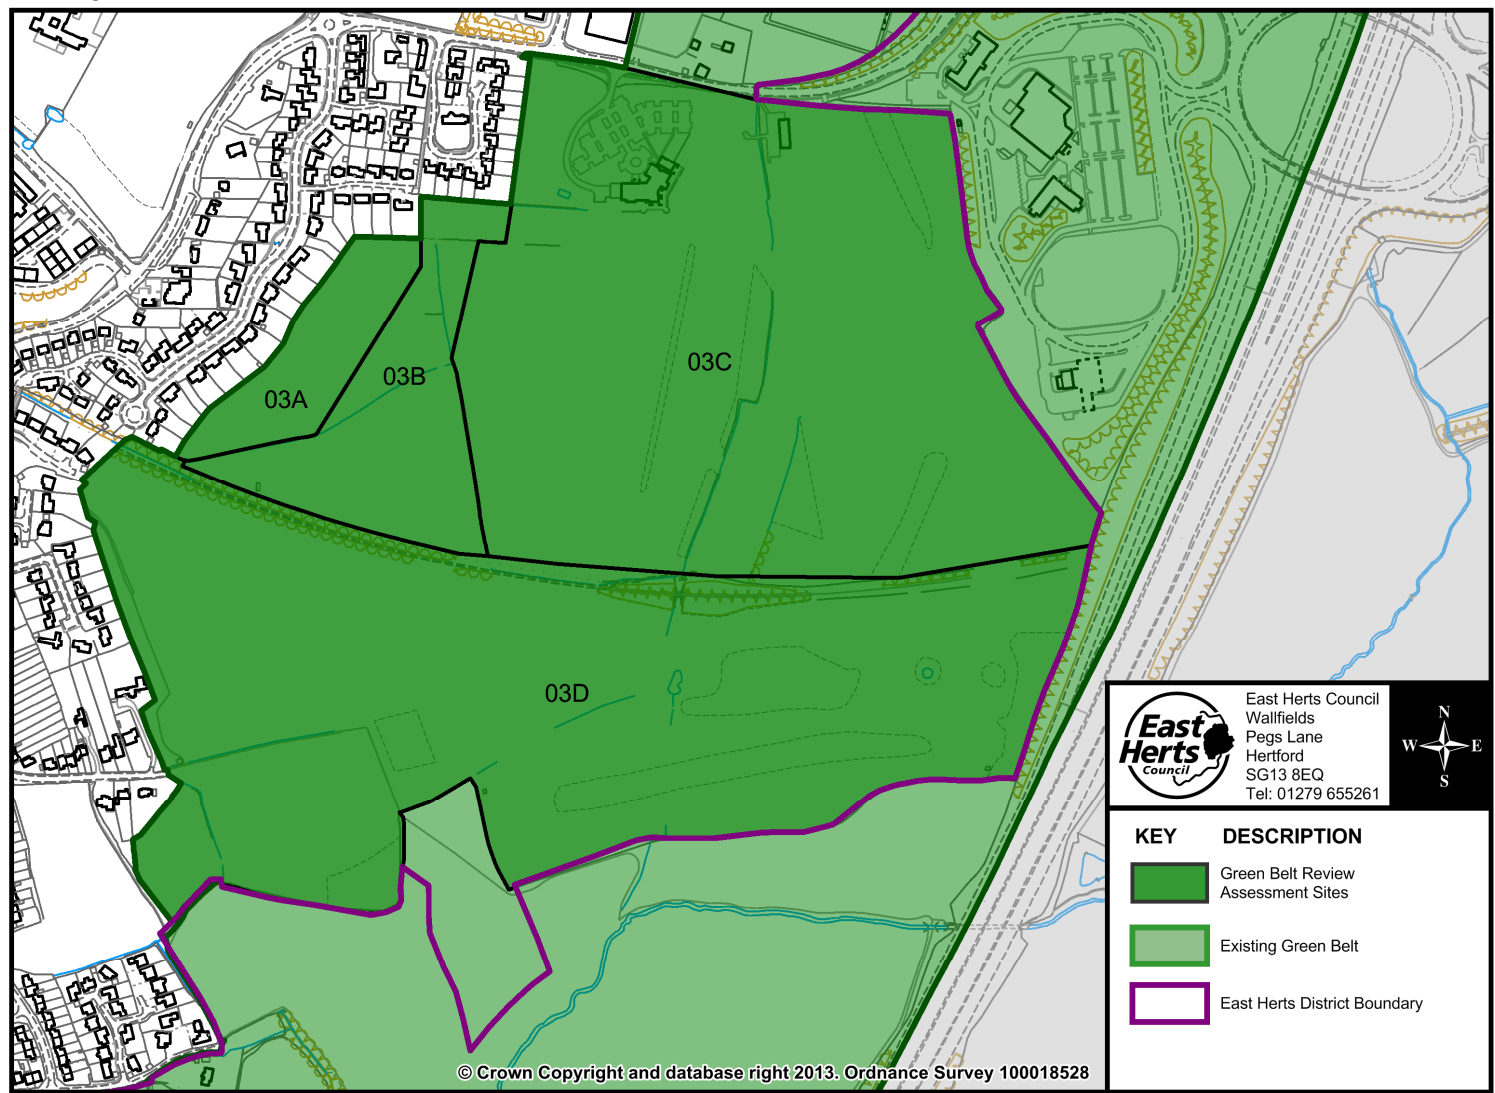 03A
03B
03C
03D
East
Herts
Council
East Herts Council
Wallfields
Pegs Lane
Hertford
SG13 8EQ
Tel: 01279 655261
N
W E
S
KEY DESCRIPTION
Green Belt Review
Assessment Sites
Existing Green Belt
East Herts District Boundary
© Crown Copyright and database right 2013. Ordnance Survey 100018528